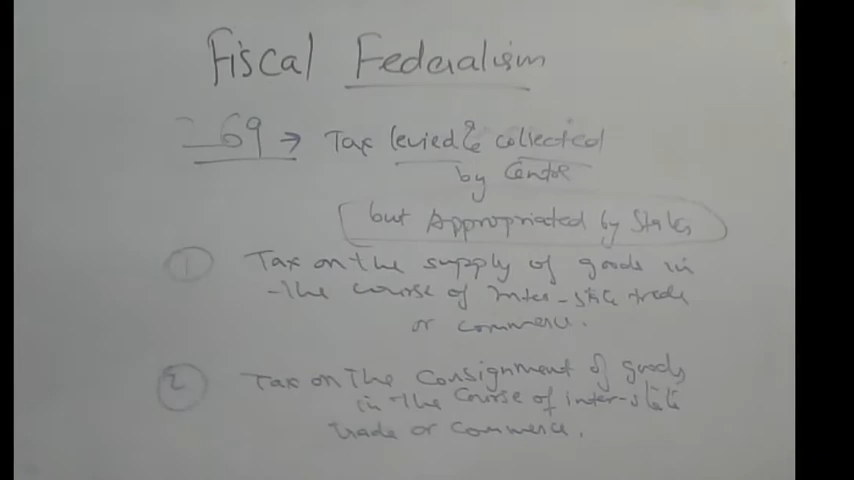 Fiscal Federalism
269 → Tax levied & collected
by Centre
but Appropriated by States
① Tax on the supply of goods in
the course of inter-state trade
or commerce.
② Tax on the consignment of goods
in the course of inter-state
trade or commerce.